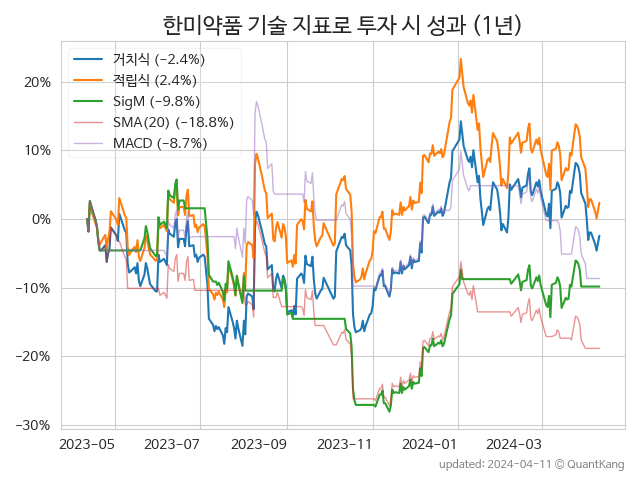 한미약품 기술 지표로 투자 시 성과 (1년)
거치식 (−2.4%)
적립식 (2.4%)
SigM (−9.8%)
SMA(20) (−18.8%)
MACD (−8.7%)
20%
10%
0%
−10%
−20%
−30%
2023-05 2023-07 2023-09 2023-11 2024-01 2024-03
updated: 2024-04-11 © QuantKang